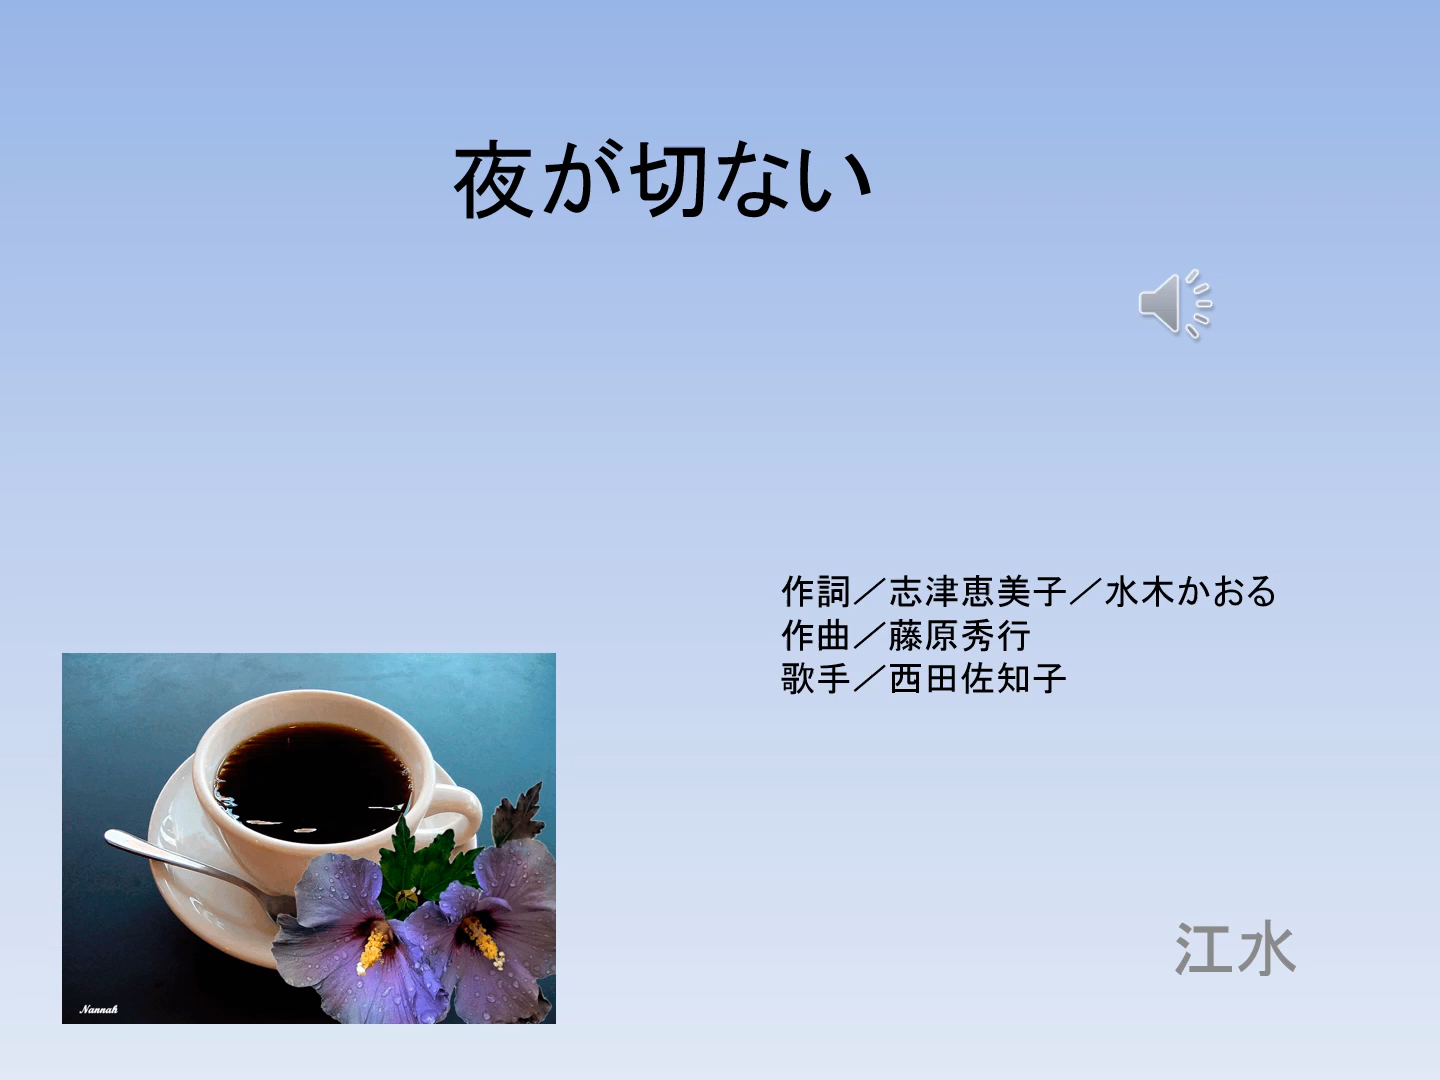 夜が切ない
作詞／志津恵美子／水木かおる
作曲／藤原秀行
歌手／西田佐知子
江水
Nannah